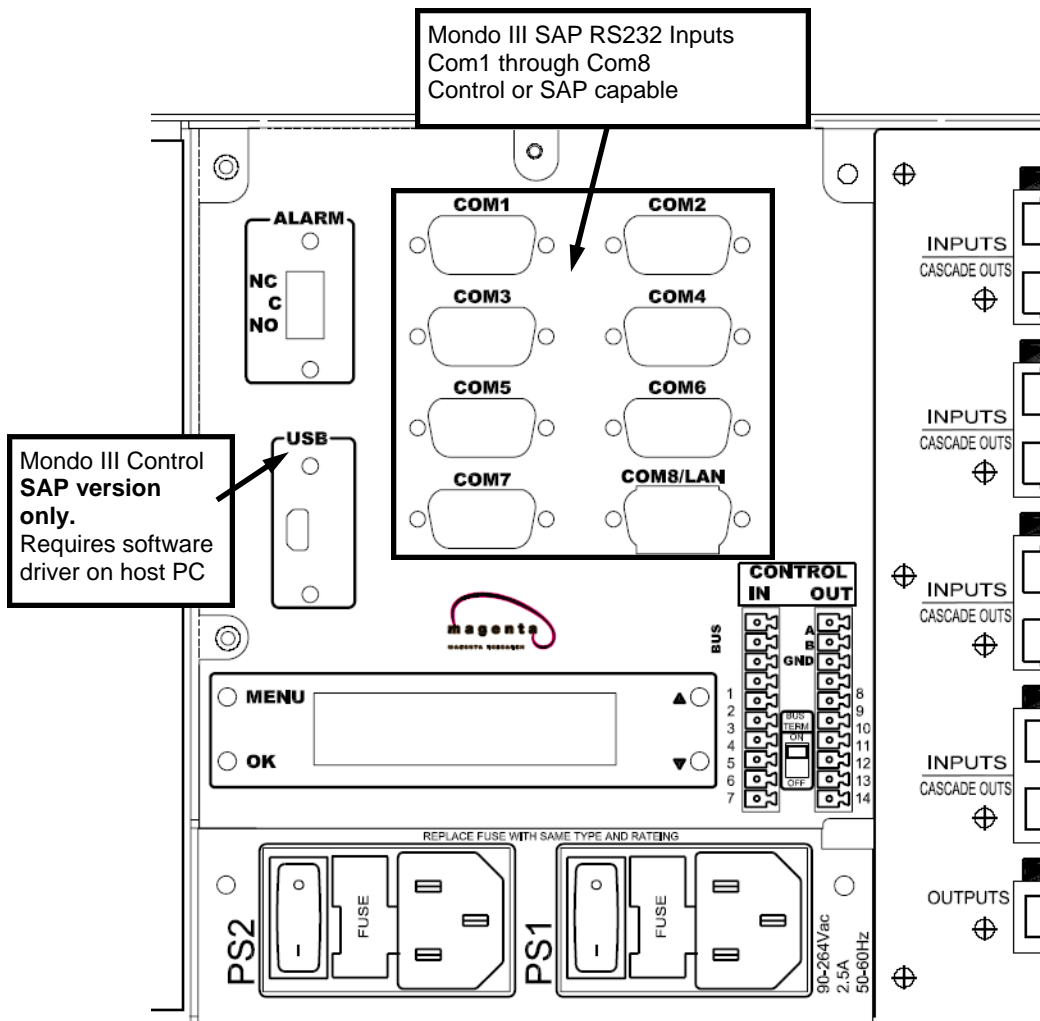 Mondo III SAP RS232 Inputs
Com1 through Com8
Control or SAP capable
ALARM
NC
C
NO
COM1
COM2
COM3
COM4
COM5
COM6
COM7
COM8/LAN
USB
Mondo III Control
SAP version
only.
Requires software
driver on host PC
magenta
MAGENTA RESEARCH
CONTROL
IN OUT
BUS
A
B
GND
1
2
3
4
5
6
7
8
9
10
11
12
13
14
BUS
TERM
ON
OFF
MENU
OK
REPLACE FUSE WITH SAME TYPE AND RATEING
PS2
FUSE
PS1
FUSE
90-264Vac
2.5A
50-60Hz
INPUTS
CASCADE OUTS
INPUTS
CASCADE OUTS
INPUTS
CASCADE OUTS
INPUTS
CASCADE OUTS
OUTPUTS